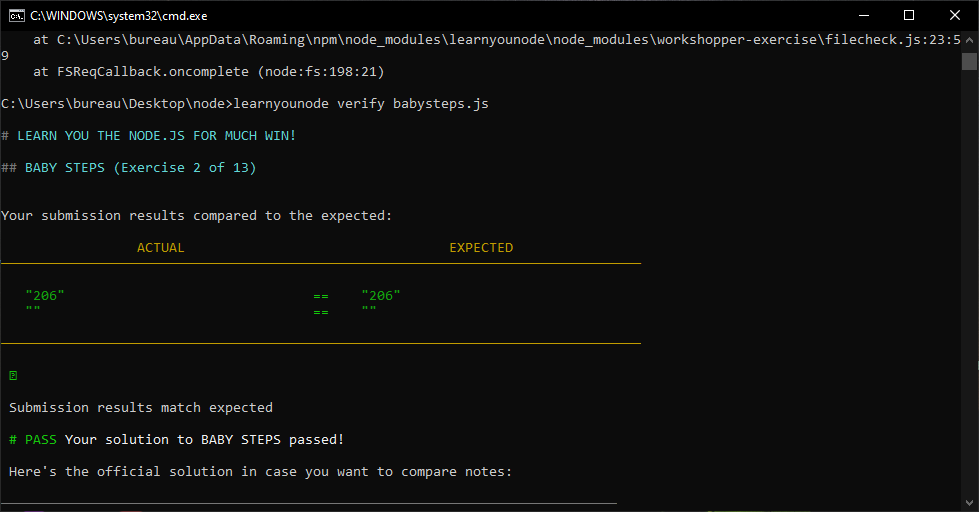 C:\WINDOWS\system32\cmd.exe
at C:\Users\bureau\AppData\Roaming\npm\node_modules\learnyounode\node_modules\workshopper-exercise\filecheck.js:23:5
9
at FSReqCallback.oncomplete (node:fs:198:21)
C:\Users\bureau\Desktop\node>learnyounode verify babysteps.js
# LEARN YOU THE NODE.JS FOR MUCH WIN!
## BABY STEPS (Exercise 2 of 13)
Your submission results compared to the expected:
ACTUAL EXPECTED
"206" == "206"
"" == ""
Submission results match expected
# PASS Your solution to BABY STEPS passed!
Here's the official solution in case you want to compare notes: